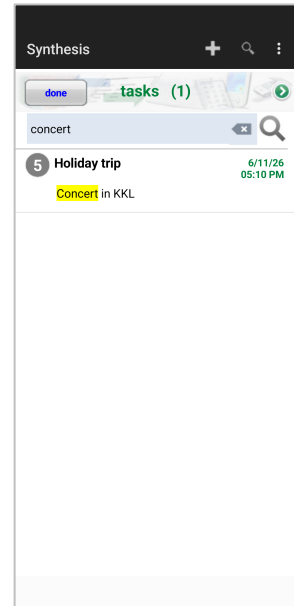 Synthesis
done tasks (1)
concert
5 Holiday trip 6/11/26
05:10 PM
Concert in KKL